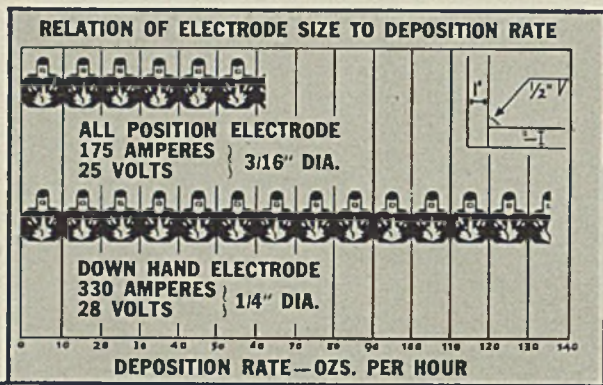 RELATION OF ELECTRODE SIZE TO DEPOSITION RATE
1"
1/2"
1"
ALL POSITION ELECTRODE
175 AMPERES
25 VOLTS
3/16" DIA.
DOWN HAND ELECTRODE
330 AMPERES
28 VOLTS
1/4" DIA.
0 10 20 30 40 50 60 70 80 90 100 110 120 130 140
DEPOSITION RATE—OZS. PER HOUR